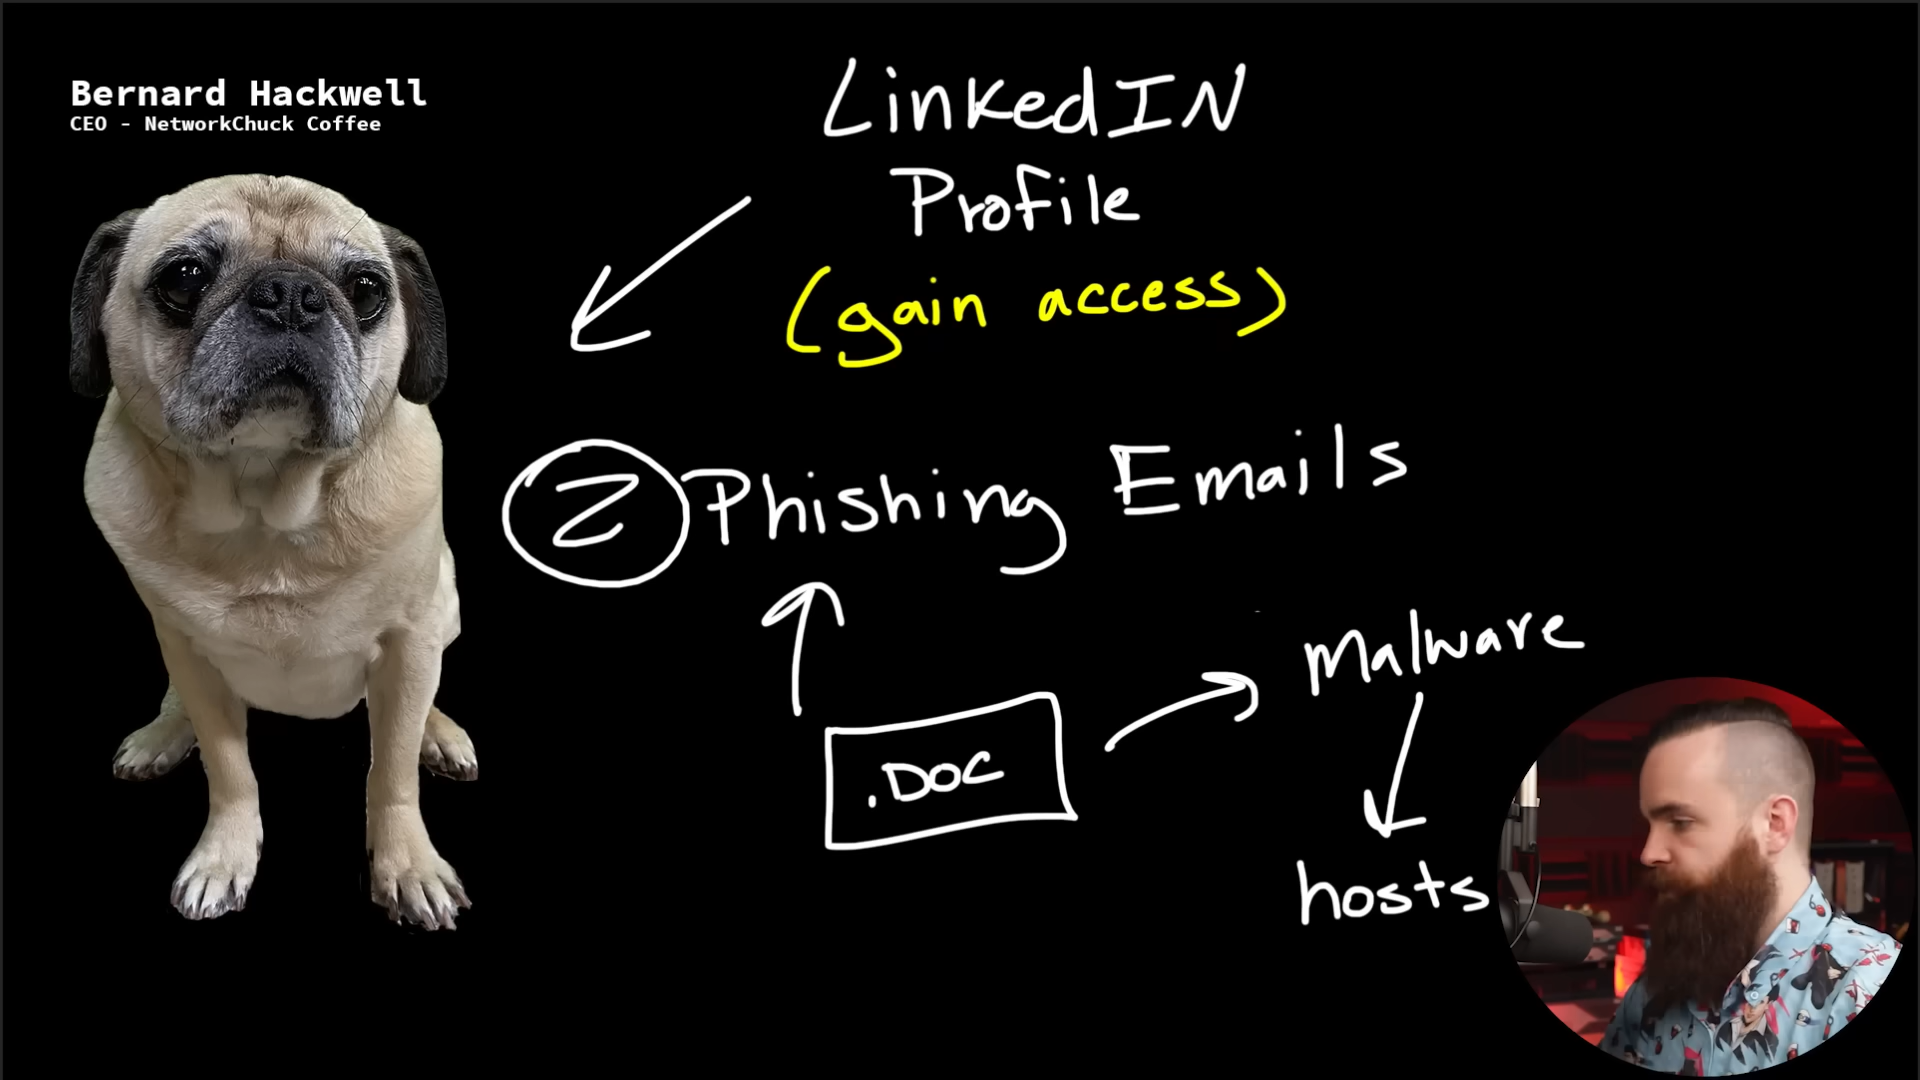 Bernard Hackwell
CEO - NetworkChuck Coffee
LinkedIN
Profile
(gain access)
2 Phishing Emails
Malware
.DOC
hosts